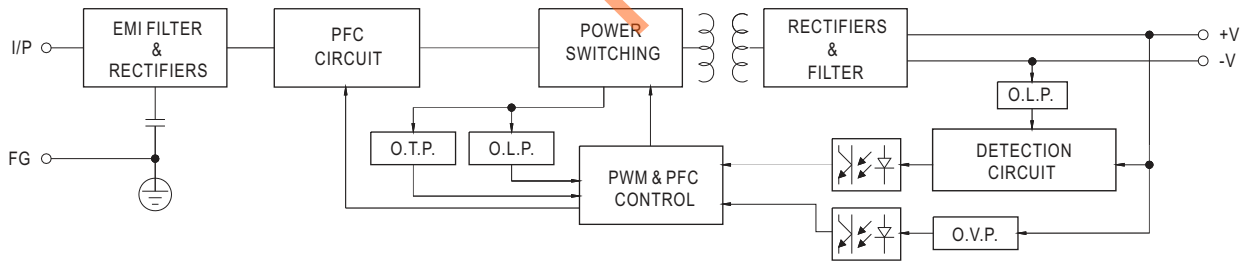 I/P
EMI FILTER
&
RECTIFIERS
PFC
CIRCUIT
POWER
SWITCHING
RECTIFIERS
&
FILTER
+V
-V
O.L.P.
FG
O.T.P.
O.L.P.
PWM & PFC
CONTROL
DETECTION
CIRCUIT
O.V.P.